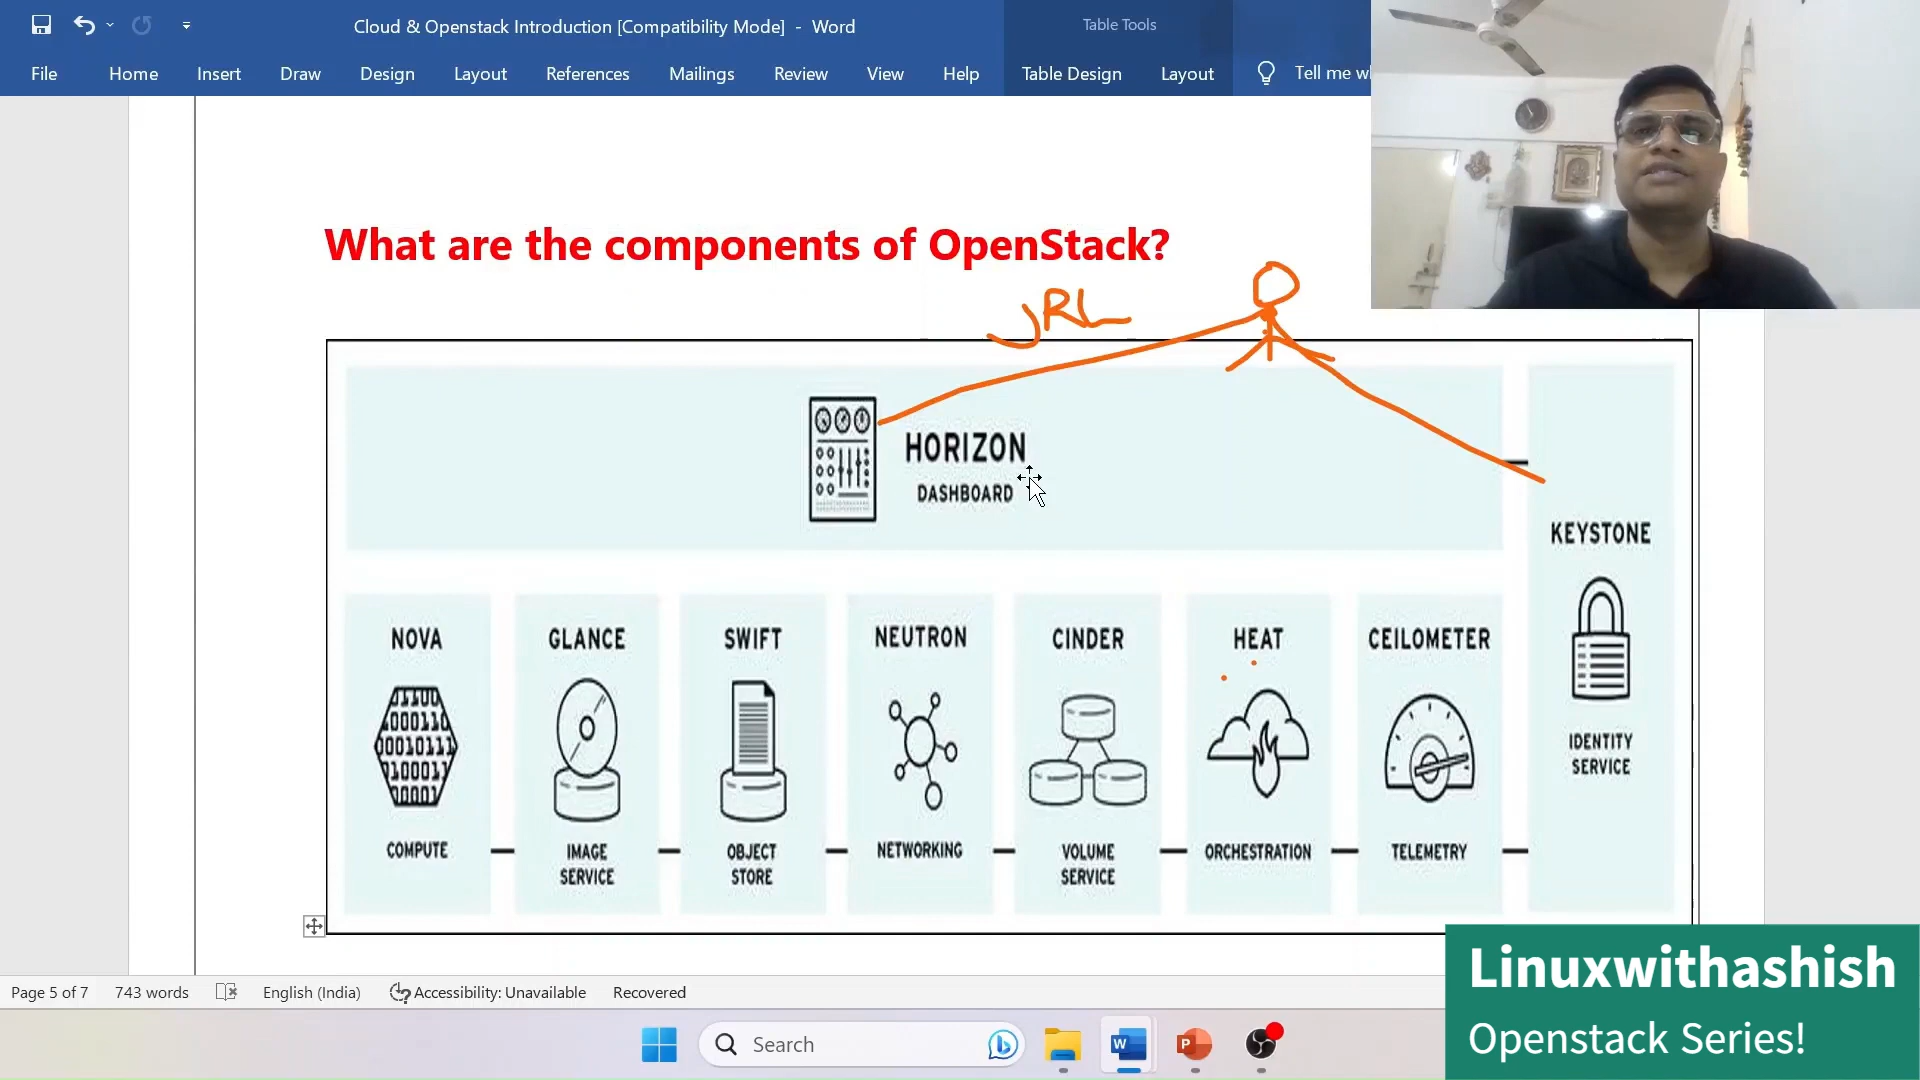 Cloud & Openstack Introduction [Compatibility Mode] - Word
Table Tools
File Home Insert Draw Design Layout References Mailings Review View Help Table Design Layout Tell me w
What are the components of OpenStack?
URL
HORIZON
DASHBOARD
KEYSTONE
IDENTITY
SERVICE
NOVA
COMPUTE
GLANCE
IMAGE
SERVICE
SWIFT
OBJECT
STORE
NEUTRON
NETWORKING
CINDER
VOLUME
SERVICE
HEAT
ORCHESTRATION
CEILOMETER
TELEMETRY
Page 5 of 7 743 words English (India) Accessibility: Unavailable Recovered
Linuxwithashish
Openstack Series!
Search